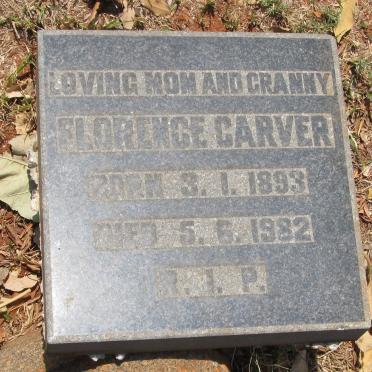 LOVING MOM AND GRANNY
FLORENCE CARVER
BORN 3. 1. 1893
DIED 5. 6. 1982
R. I. P.